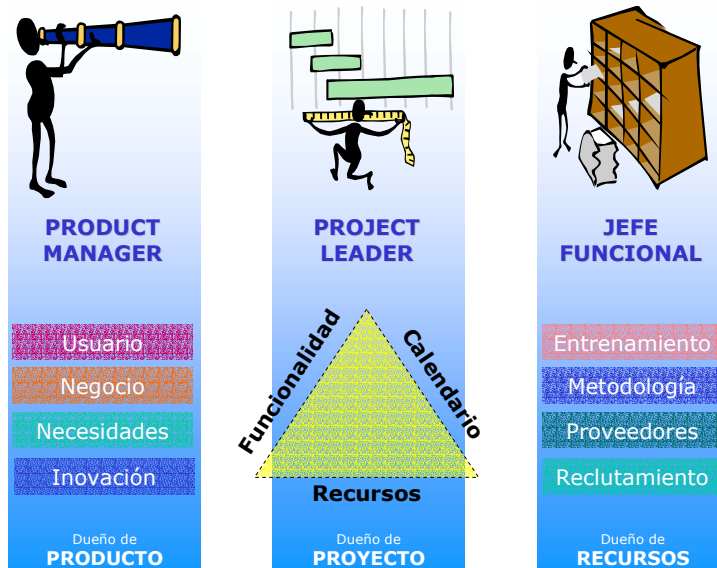 PRODUCT
MANAGER
Usuario
Negocio
Necesidades
Inovación
Dueño de
PRODUCTO
PROJECT
LEADER
Funcionalidad
Calendario
Recursos
Dueño de
PROYECTO
JEFE
FUNCIONAL
Entrenamiento
Metodología
Proveedores
Reclutamiento
Dueño de
RECURSOS